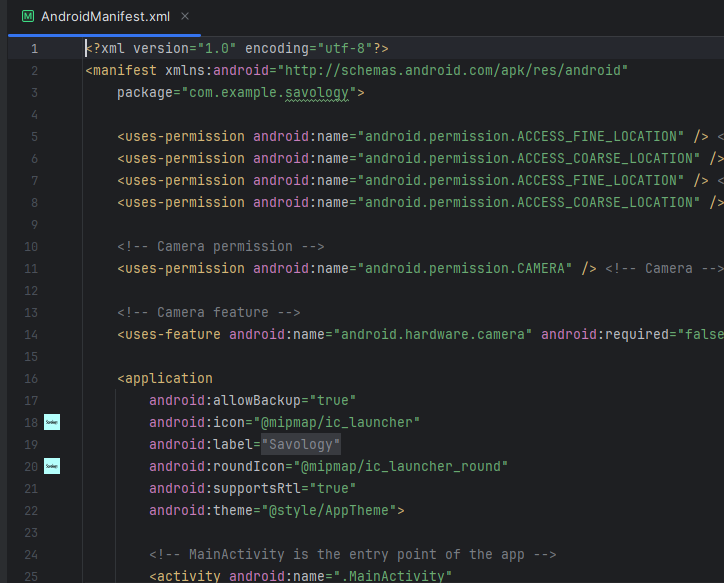 AndroidManifest.xml
1 <?xml version="1.0" encoding="utf-8"?>
2 <manifest xmlns:android="http://schemas.android.com/apk/res/android"
3 package="com.example.savology">
4
5 <uses-permission android:name="android.permission.ACCESS_FINE_LOCATION" /> <
6 <uses-permission android:name="android.permission.ACCESS_COARSE_LOCATION" />
7 <uses-permission android:name="android.permission.ACCESS_FINE_LOCATION" /> <
8 <uses-permission android:name="android.permission.ACCESS_COARSE_LOCATION" />
9
10 <!-- Camera permission -->
11 <uses-permission android:name="android.permission.CAMERA" /> <!-- Camera -->
12
13 <!-- Camera feature -->
14 <uses-feature android:name="android.hardware.camera" android:required="false
15
16 <application
17 android:allowBackup="true"
18 android:icon="@mipmap/ic_launcher"
19 android:label="Savology"
20 android:roundIcon="@mipmap/ic_launcher_round"
21 android:supportsRtl="true"
22 android:theme="@style/AppTheme">
23
24 <!-- MainActivity is the entry point of the app -->
25 <activity android:name=".MainActivity"